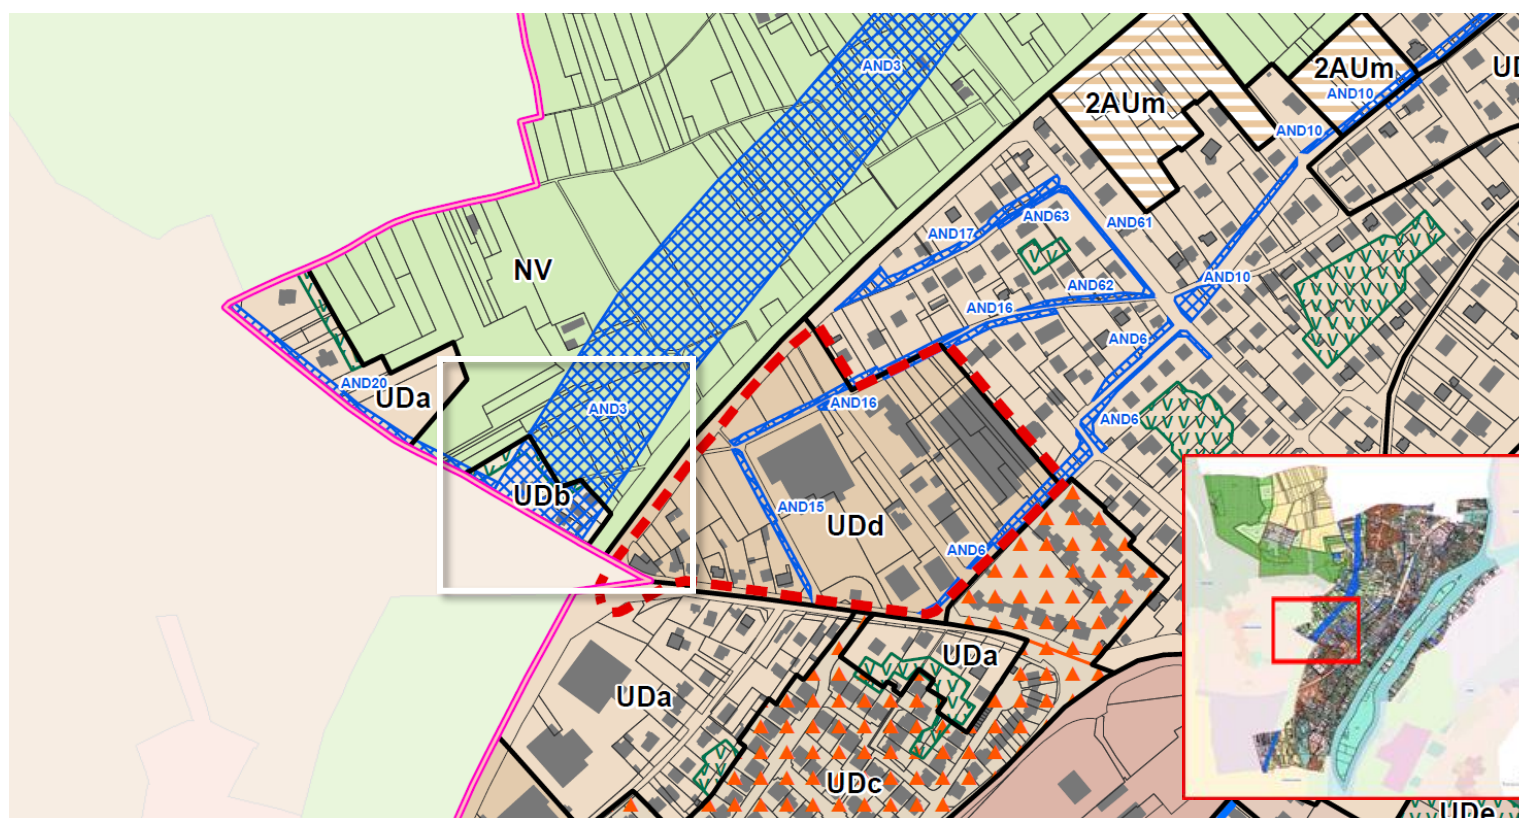 AND3
2AUm
2AUm
UD
AND10
AND10
AND63
AND61
AND17
NV
AND10
AND62
AND16
AND6
AND20
UDa
AND16
AND3
AND6
UDb
AND15
UDd
AND6
UDa
UDa
UDc
UDe